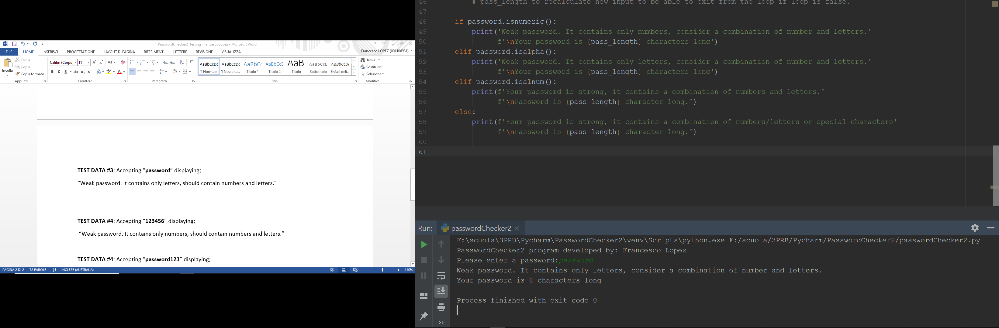 PasswordChecker2_Testing_FrancescoLopez - Microsoft Word
FILE HOME INSERISCI PROGETTAZIONE LAYOUT DI PAGINA RIFERIMENTI LETTERE REVISIONE VISUALIZZA
Francesco LOPEZ (001106981)
Incolla
Taglia
Copia
Copia formato
Appunti
Calibri (Corpo) 11
G C S abc x₂ x²
Carattere
Paragrafo
AaBbCcDc AaBbCcDc AaBbC AaBbCcC AaB AaBbCcD AaBbCcDc
¶ Normale ¶ Nessuna... Titolo 1 Titolo 2 Titolo Sottotitolo Enfasi deli...
Stili
Trova
Sostituisci
Seleziona
Modifica
TEST DATA #3: Accepting “password” displaying;
“Weak password. It contains only letters, should contain numbers and letters.”
TEST DATA #4: Accepting “123456” displaying;
“Weak password. It contains only numbers, should contain numbers and letters.”
TEST DATA #4: Accepting “password123” displaying;
PAGINA 2 DI 2 72 PAROLE INGLESE (AUSTRALIA) 140%
46 # pass_length to recalculate new input to be able to exit from the loop if loop is false.
47
48 if password.isnumeric():
49 print('Weak password. It contains only numbers, consider a combination of number and letters.'
50 f'\nYour password is {pass_length} characters long')
51 elif password.isalpha():
52 print('Weak password. It contains only letters, consider a combination of number and letters.'
53 f'\nYour password is {pass_length} characters long')
54 elif password.isalnum():
55 print(f'Your password is strong, it contains a combination of numbers and letters.'
56 f'\nPassword is {pass_length} character long.')
57 else:
58 print(f'Your password is strong, it contains a combination of numbers/letters or special characters'
59 f'\nPassword is {pass_length} character long.')
60
61
Run: passwordChecker2
F:\scuola\3PRB\Pycharm\PasswordChecker2\venv\Scripts\python.exe F:/scuola/3PRB/Pycharm/PasswordChecker2/passwordChecker2.py
PasswordChecker2 program developed by: Francesco Lopez
Please enter a password:password
Weak password. It contains only letters, consider a combination of number and letters.
Your password is 8 characters long
Process finished with exit code 0